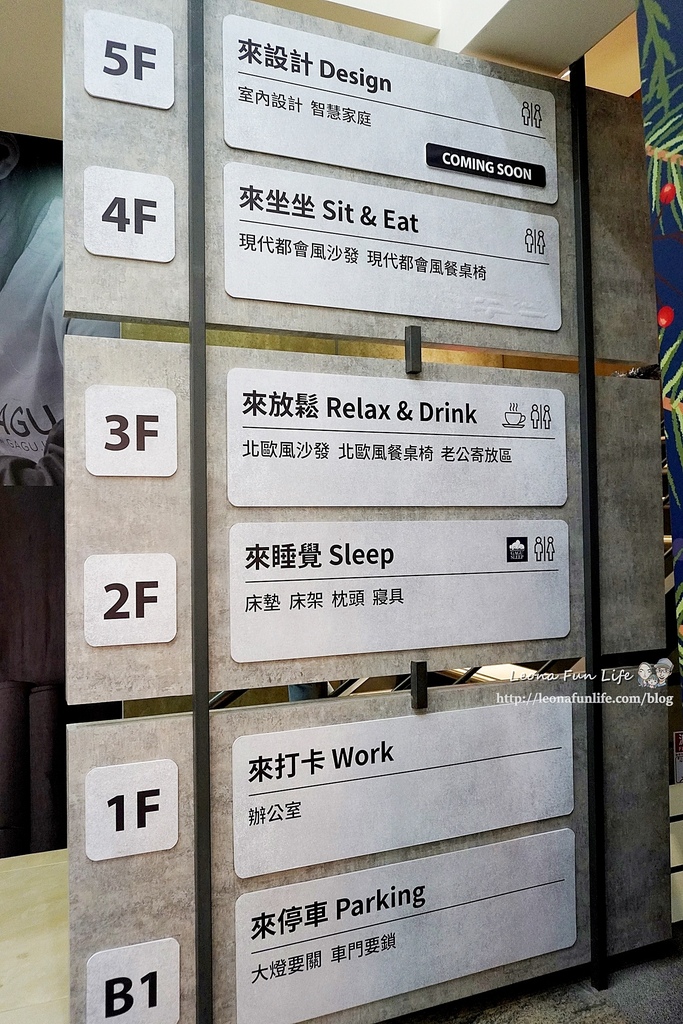 5F
來設計 Design
室內設計 智慧家庭
COMING SOON
4F
來坐坐 Sit & Eat
現代都會風沙發 現代都會風餐桌椅
3F
來放鬆 Relax & Drink
北歐風沙發 北歐風餐桌椅 老公寄放區
2F
來睡覺 Sleep
床墊 床架 枕頭 寢具
1F
來打卡 Work
辦公室
B1
來停車 Parking
大燈要關 車門要鎖
AGU
GAGU
Leona Fun Life
http://leonafunlife.com/blog